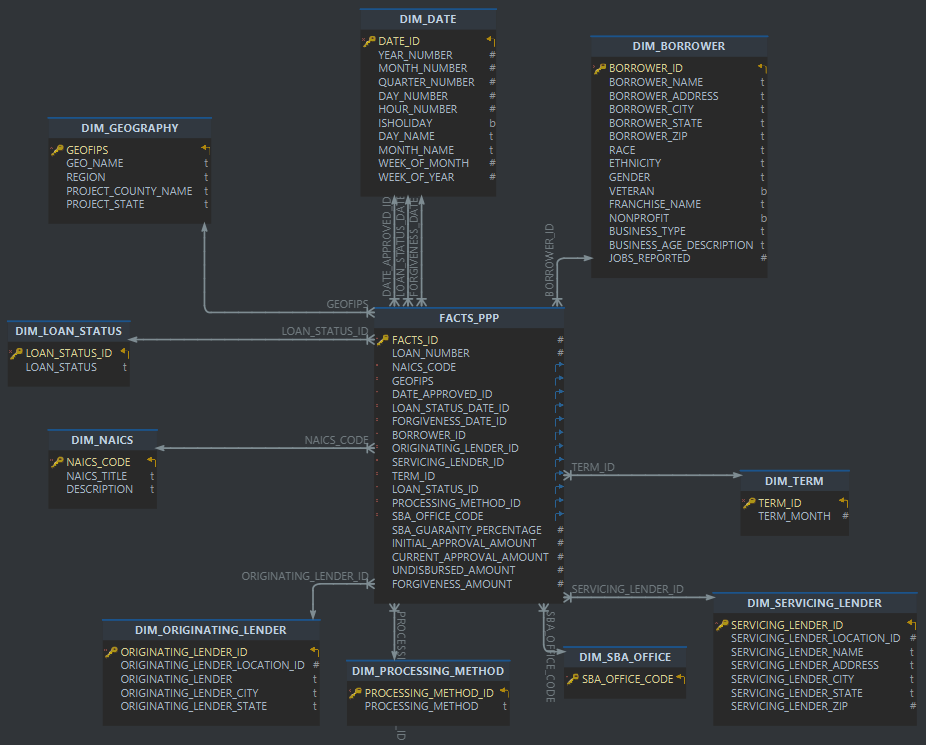 DIM_DATE
DATE_ID
YEAR_NUMBER #
MONTH_NUMBER #
QUARTER_NUMBER #
DAY_NUMBER #
HOUR_NUMBER #
ISHOLIDAY b
DAY_NAME t
MONTH_NAME t
WEEK_OF_MONTH #
WEEK_OF_YEAR #
DIM_BORROWER
BORROWER_ID
BORROWER_NAME t
BORROWER_ADDRESS t
BORROWER_CITY t
BORROWER_STATE t
BORROWER_ZIP t
RACE t
ETHNICITY t
GENDER t
VETERAN b
FRANCHISE_NAME t
NONPROFIT b
BUSINESS_TYPE t
BUSINESS_AGE_DESCRIPTION t
JOBS_REPORTED #
DIM_GEOGRAPHY
GEOFIPS
GEO_NAME t
REGION t
PROJECT_COUNTY_NAME t
PROJECT_STATE t
DATE_APPROVED_ID
LOAN_STATUS_DATE
FORGIVENESS_DATE
BORROWER_ID
GEOFIPS
LOAN_STATUS_ID
NAICS_CODE
ORIGINATING_LENDER_ID
DIM_LOAN_STATUS
LOAN_STATUS_ID
LOAN_STATUS t
DIM_NAICS
NAICS_CODE
NAICS_TITLE t
DESCRIPTION t
FACTS_PPP
FACTS_ID #
LOAN_NUMBER #
NAICS_CODE
GEOFIPS
DATE_APPROVED_ID
LOAN_STATUS_DATE_ID
FORGIVENESS_DATE_ID
BORROWER_ID
ORIGINATING_LENDER_ID
SERVICING_LENDER_ID
TERM_ID
LOAN_STATUS_ID
PROCESSING_METHOD_ID
SBA_OFFICE_CODE
SBA_GUARANTY_PERCENTAGE #
INITIAL_APPROVAL_AMOUNT #
CURRENT_APPROVAL_AMOUNT #
UNDISBURSED_AMOUNT #
FORGIVENESS_AMOUNT #
TERM_ID
DIM_TERM
TERM_ID
TERM_MONTH #
SERVICING_LENDER_ID
DIM_SERVICING_LENDER
SERVICING_LENDER_ID
SERVICING_LENDER_LOCATION_ID #
SERVICING_LENDER_NAME t
SERVICING_LENDER_ADDRESS t
SERVICING_LENDER_CITY t
SERVICING_LENDER_STATE t
SERVICING_LENDER_ZIP #
SBA_OFFICE_CODE
DIM_SBA_OFFICE
SBA_OFFICE_CODE
DIM_PROCESSING_METHOD
PROCESSING_METHOD_ID
PROCESSING_METHOD t
DIM_ORIGINATING_LENDER
ORIGINATING_LENDER_ID
ORIGINATING_LENDER_LOCATION_ID #
ORIGINATING_LENDER t
ORIGINATING_LENDER_CITY t
ORIGINATING_LENDER_STATE t